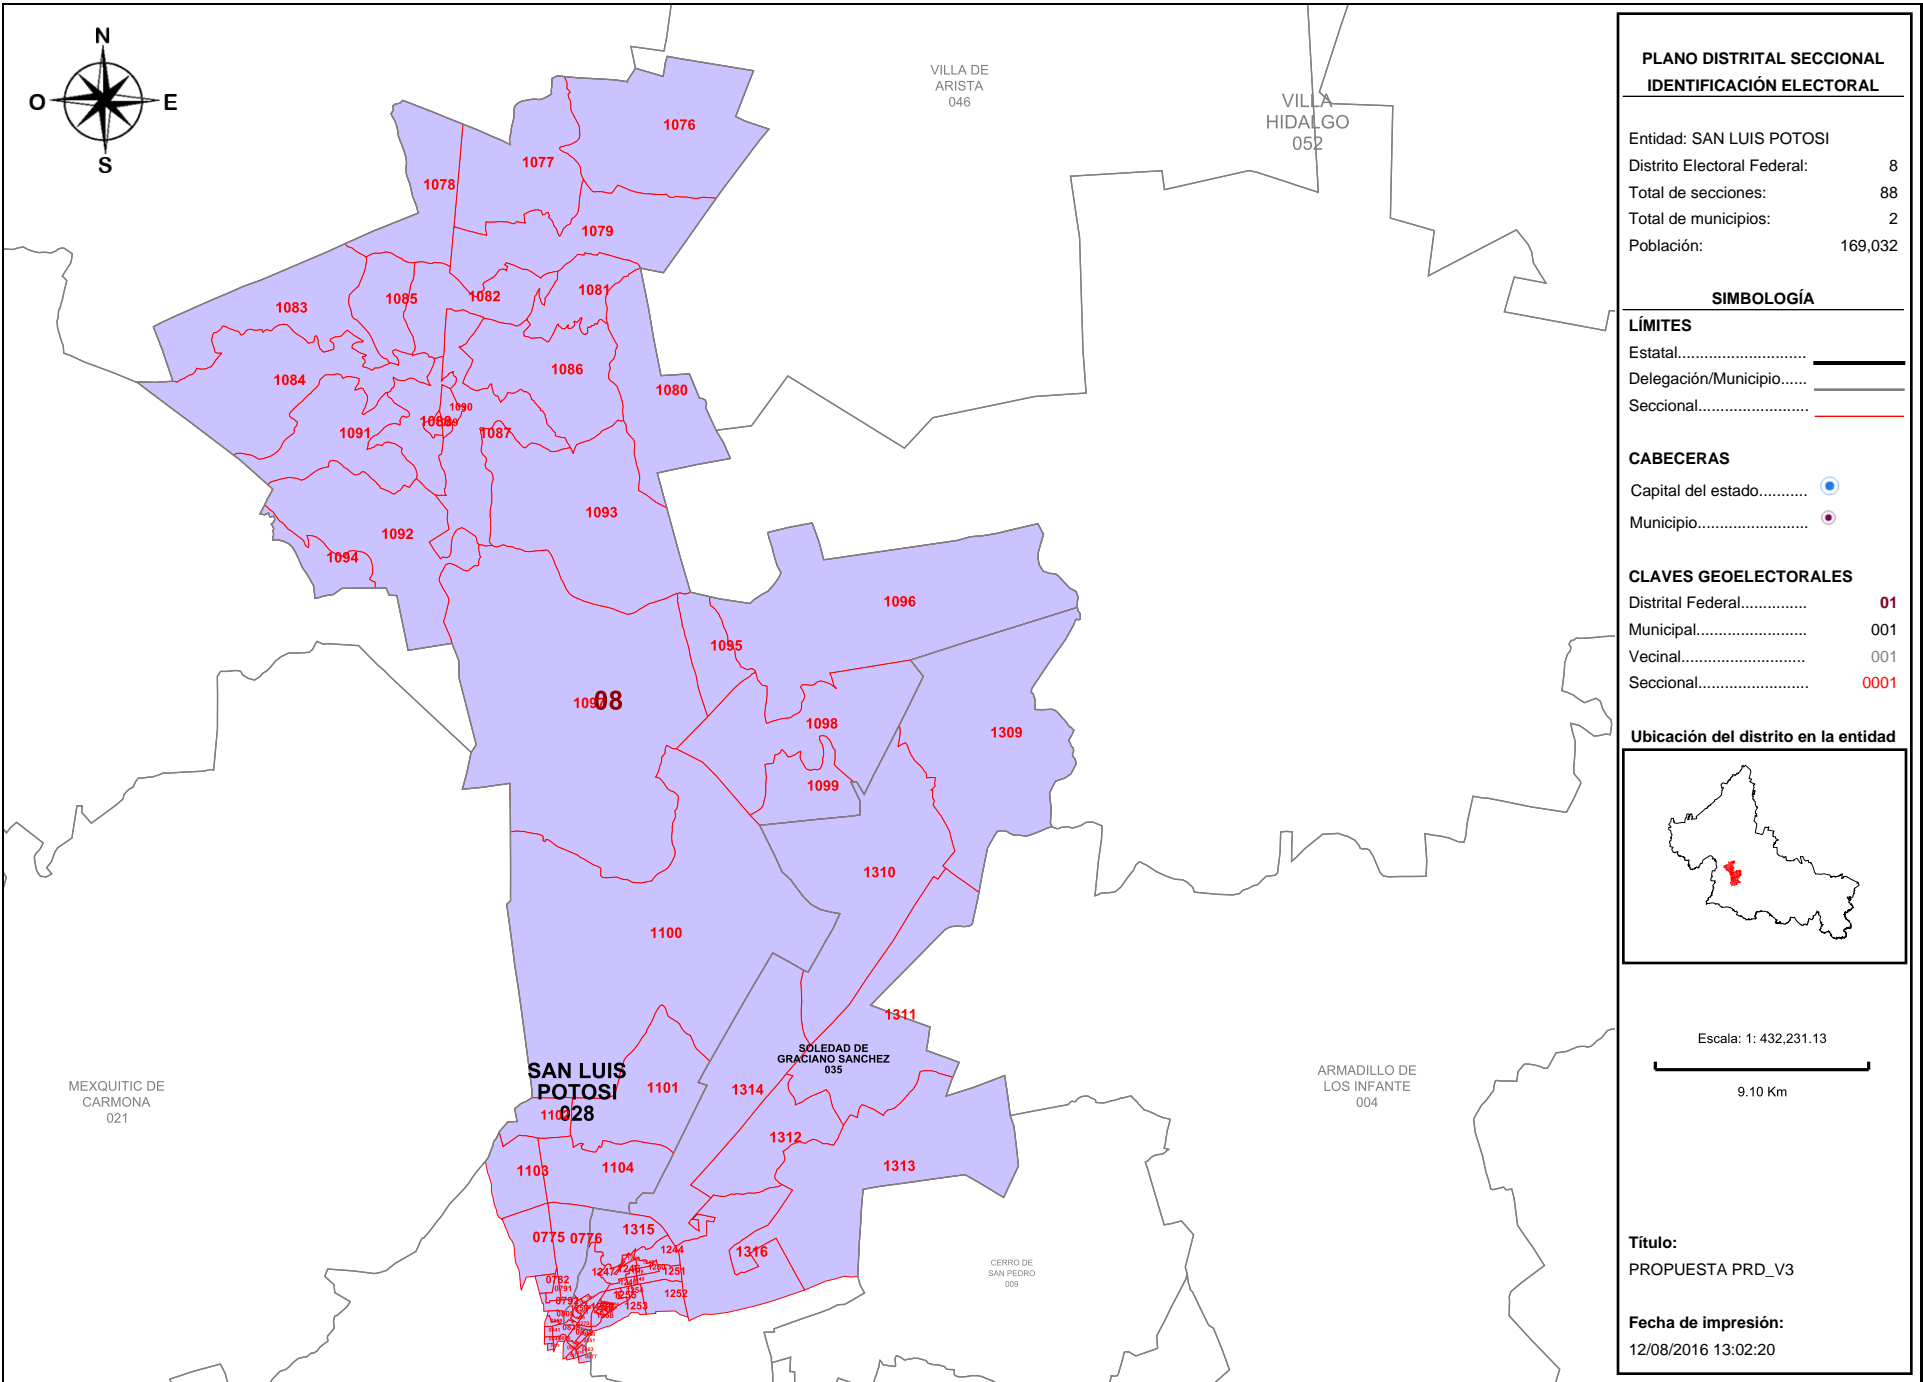 N
O
E
S
VILLA DE
ARISTA
046
VILLA
HIDALGO
052
1076
1077
1078
1079
1083
1085
1082
1081
1084
1086
1080
1090
1091
1087
1093
1092
1094
1096
1095
08
1098
1309
1099
1310
1100
1311
SOLEDAD DE
GRACIANO SANCHEZ
035
SAN LUIS
POTOSI
028
1101
1314
1102
1312
1103
1104
1313
0775
0776
1315
1244
1316
1247
1251
0782
0791
1252
1255
1253
MEXQUITIC DE
CARMONA
021
ARMADILLO DE
LOS INFANTE
004
CERRO DE
SAN PEDRO
009
PLANO DISTRITAL SECCIONAL
IDENTIFICACIÓN ELECTORAL
Entidad: SAN LUIS POTOSI
Distrito Electoral Federal: 8
Total de secciones: 88
Total de municipios: 2
Población: 169,032
SIMBOLOGÍA
LÍMITES
Estatal.............................
Delegación/Municipio......
Seccional.........................
CABECERAS
Capital del estado...........
Municipio.........................
CLAVES GEOELECTORALES
Distrital Federal............... 01
Municipal......................... 001
Vecinal............................ 001
Seccional......................... 0001
Ubicación del distrito en la entidad
Escala: 1: 432,231.13
9.10 Km
Título:
PROPUESTA PRD_V3
Fecha de impresión:
12/08/2016 13:02:20